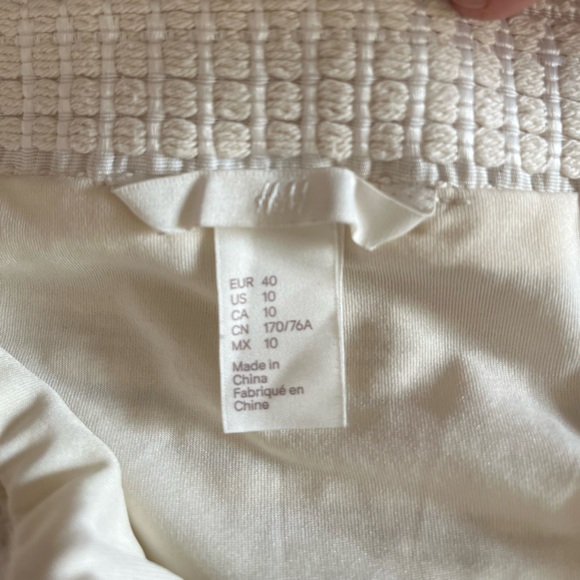 H&M
EUR 40
US 10
CA 10
CN 170/76A
MX 10
Made in
China
Fabriqué en
Chine